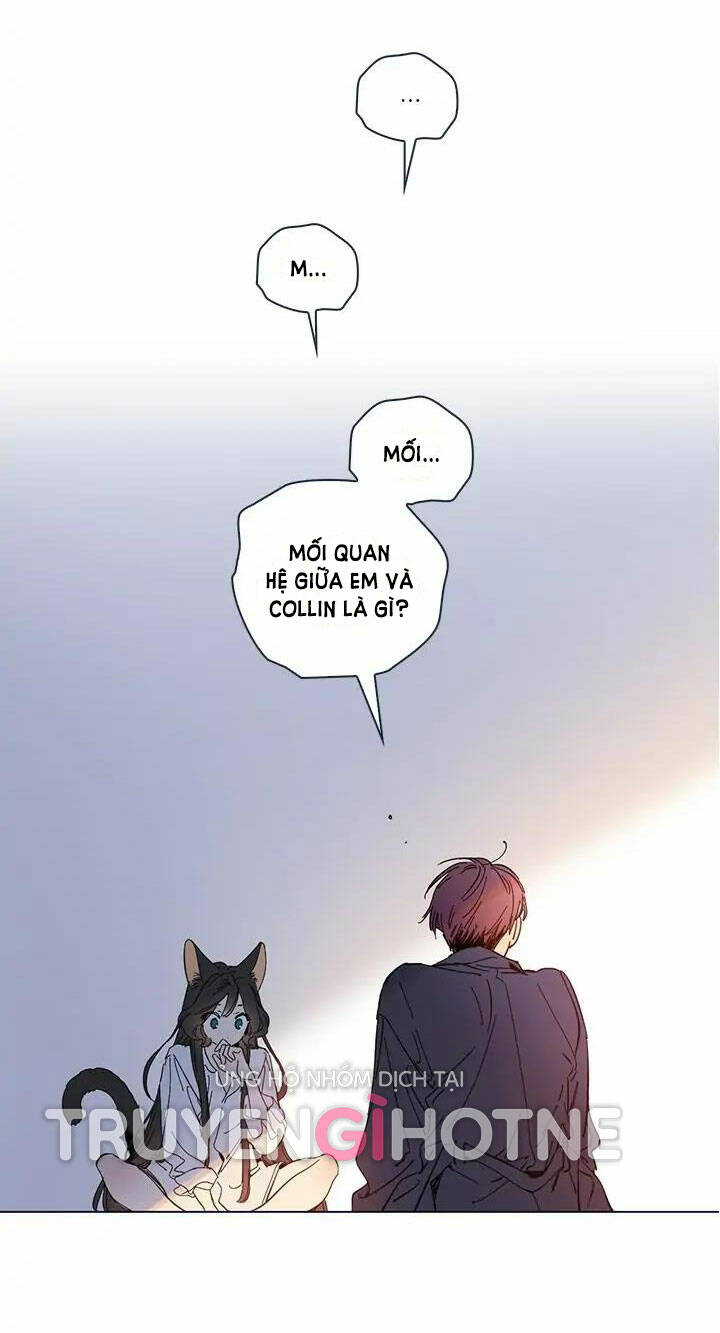 ...
M...
MỐI...
MỐI QUAN
HỆ GIỮA EM VÀ
COLLIN LÀ GÌ?
ỦNG HỘ NHÓM DỊCH TẠI
TRUYENGIHOTNE